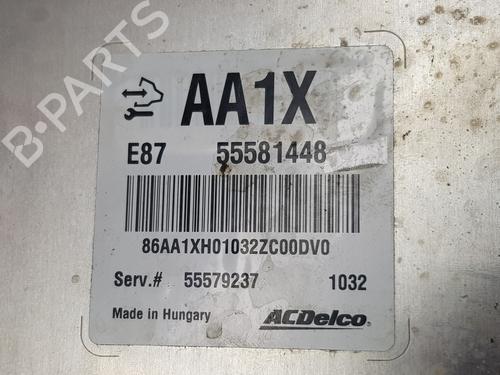 B-PARTS
AA1X
E87 55581448
86AA1XH01032ZC00DV0
Serv.# 55579237 1032
Made in Hungary ACDelco